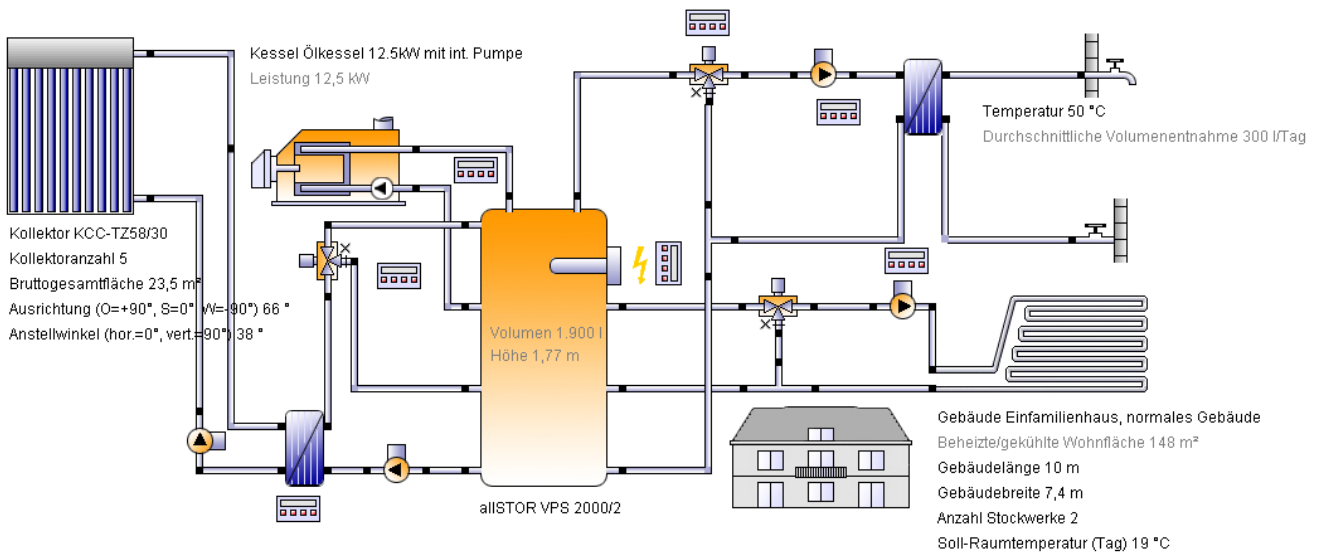 Kessel Ölkessel 12.5kW mit int. Pumpe
Leistung 12,5 kW
Temperatur 50 °C
Durchschnittliche Volumenentnahme 300 l/Tag
Kollektor KCC-TZ58/30
Kollektoranzahl 5
Bruttogesamtfläche 23,5 m²
Ausrichtung (O=+90°, S=0°, W=-90°) 66 °
Anstellwinkel (hor.=0°, vert.=90°) 38 °
Volumen 1.900 l
Höhe 1,77 m
allSTOR VPS 2000/2
Gebäude Einfamilienhaus, normales Gebäude
Beheizte/gekühlte Wohnfläche 148 m²
Gebäudelänge 10 m
Gebäudebreite 7,4 m
Anzahl Stockwerke 2
Soll-Raumtemperatur (Tag) 19 °C